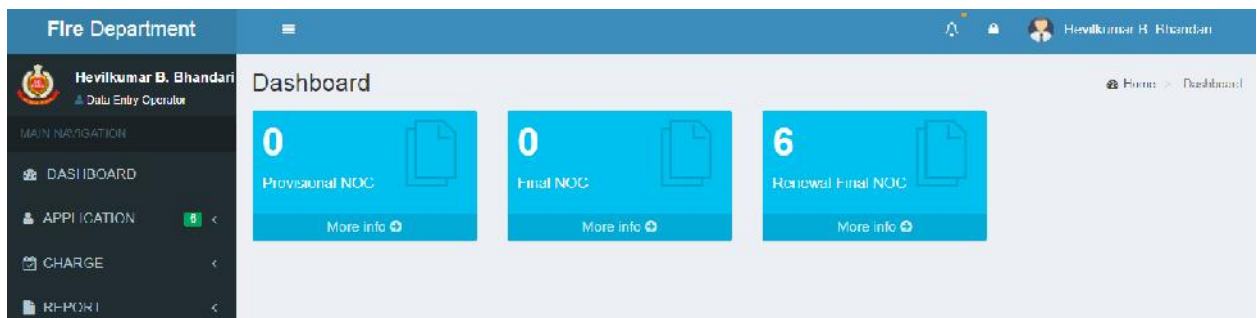 FIre Department
Hevilkumar B. Bhandari
Hevilkumar B. Bhandari
Data Entry Operator
Dashboard
Home > Dashboard
MAIN NAVIGATION
DASHBOARD
APPLICATION 6
CHARGE
REPORT
0
Provisional NOC
More info
0
Final NOC
More info
6
Renewal Final NOC
More info